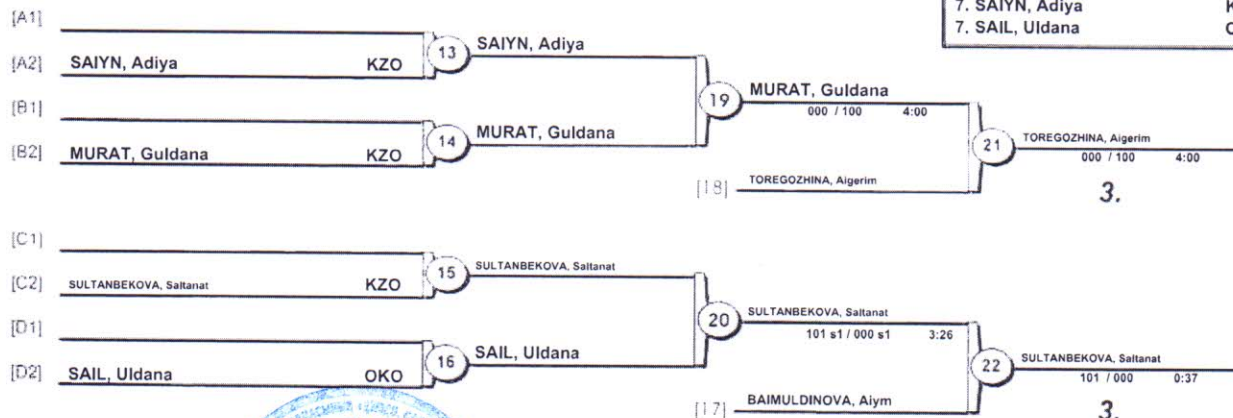 7. SAIYN, Adiya
7. SAIL, Uldana
[A1]
[A2] SAIYN, Adiya KZO 13 SAIYN, Adiya
19 MURAT, Guldana
000 / 100 4:00
[B1]
[B2] MURAT, Guldana KZO 14 MURAT, Guldana
21 TOREGOZHINA, Aigerim
000 / 100 4:00
[18] TOREGOZHINA, Aigerim
3.
[C1]
[C2] SULTANBEKOVA, Saltanat KZO 15 SULTANBEKOVA, Saltanat
20 SULTANBEKOVA, Saltanat
101 s1 / 000 s1 3:26
[D1]
[D2] SAIL, Uldana OKO 16 SAIL, Uldana
22 SULTANBEKOVA, Saltanat
101 / 000 0:37
[17] BAIMULDINOVA, Aiym
3.